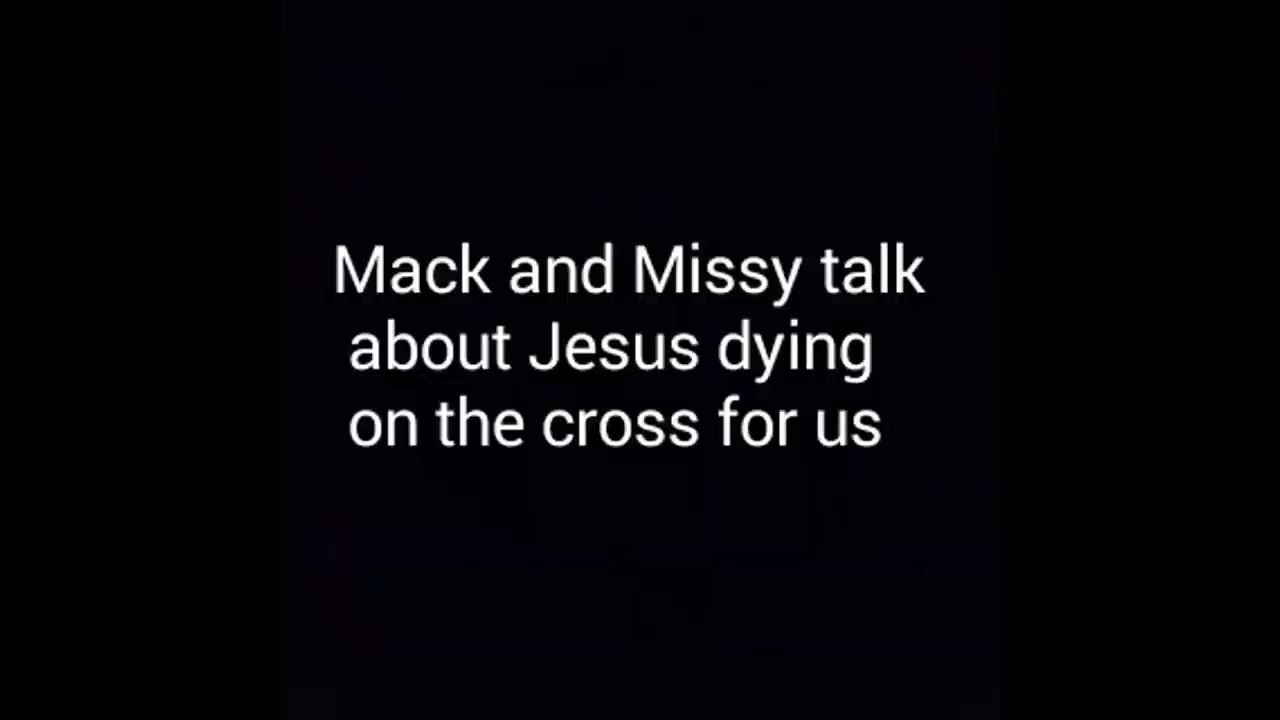 Mack and Missy talk
about Jesus dying
on the cross for us